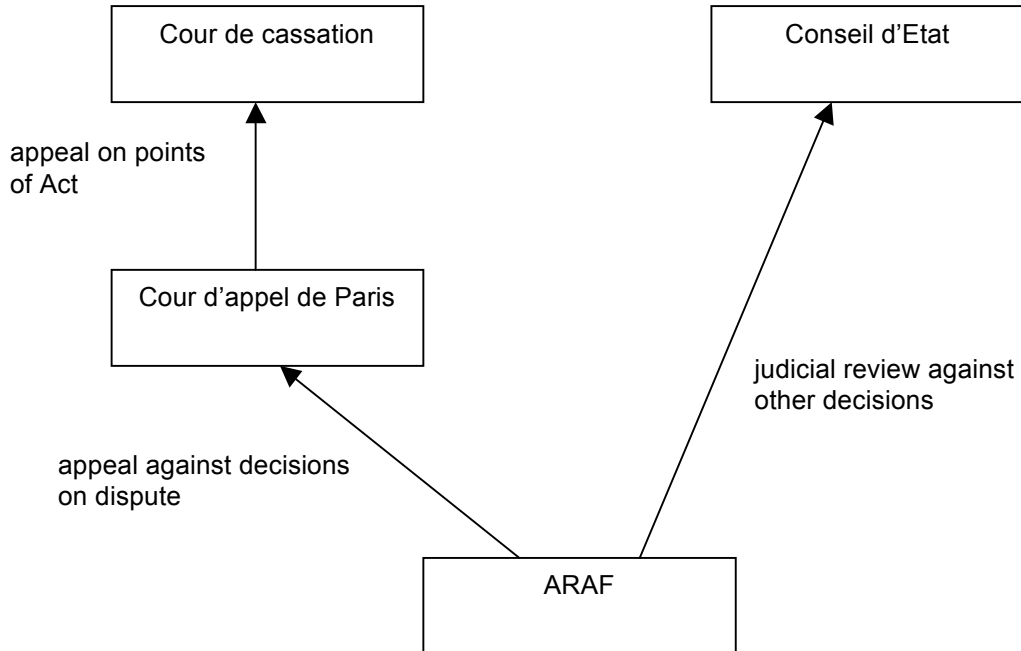 Cour de cassation
Conseil d’Etat
appeal on points
of Act
Cour d’appel de Paris
judicial review against
other decisions
appeal against decisions
on dispute
ARAF